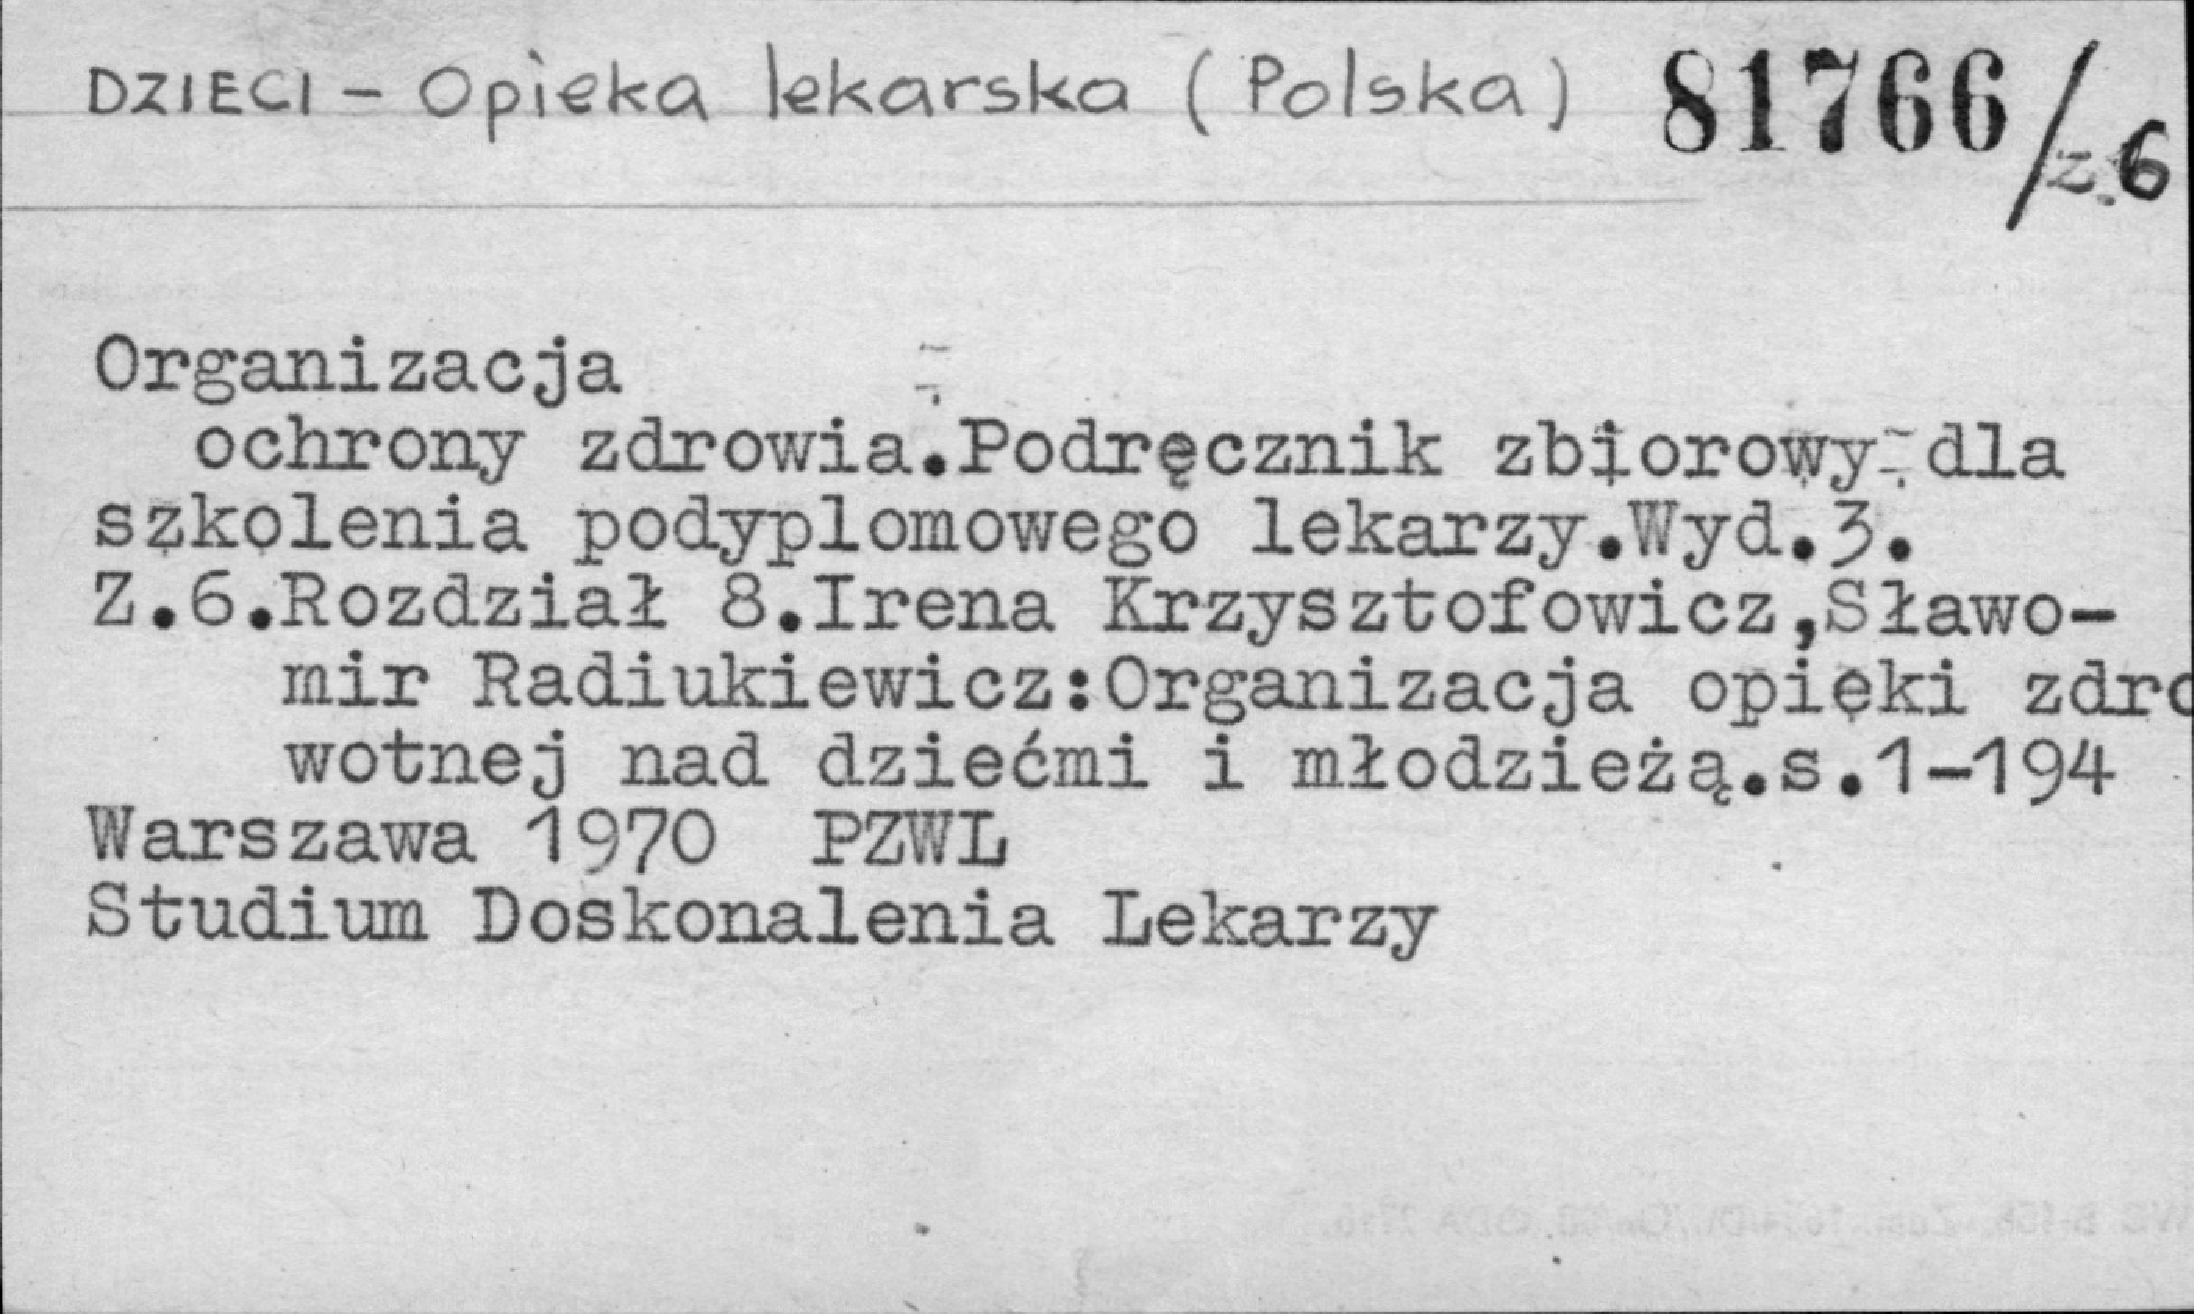 DZIECI – Opieka lekarska (Polska) 81766/z.6
Organizacja
ochrony zdrowia.Podręcznik zbiorowy dla
szkolenia podyplomowego lekarzy.Wyd.3.
Z.6.Rozdział 8.Irena Krzysztofowicz,Sławo-
mir Radiukiewicz:Organizacja opieki zdro
wotnej nad dziećmi i młodzieżą.s.1-194
Warszawa 1970 PZWL
Studium Doskonalenia Lekarzy